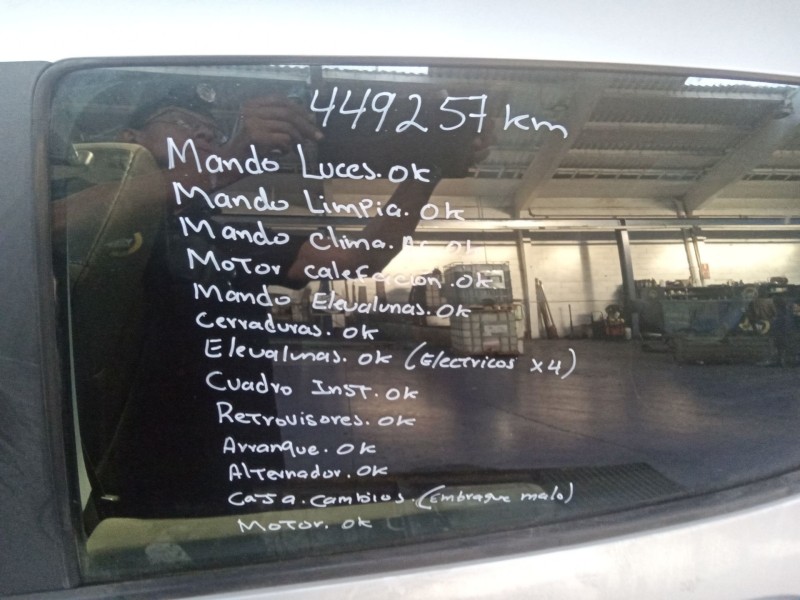 449257 km
Mando Luces. ok
Mando Limpia. ok
Mando Clima. ok
Motor calefaccion. ok
Mando Elevalunas. ok
Cerraduras. ok
Elevalunas. ok (Electricos x4)
Cuadro Inst. ok
Retrovisores. ok
Arranque. ok
Alternador. ok
Caja. cambios. (Embrague malo)
Motor. ok